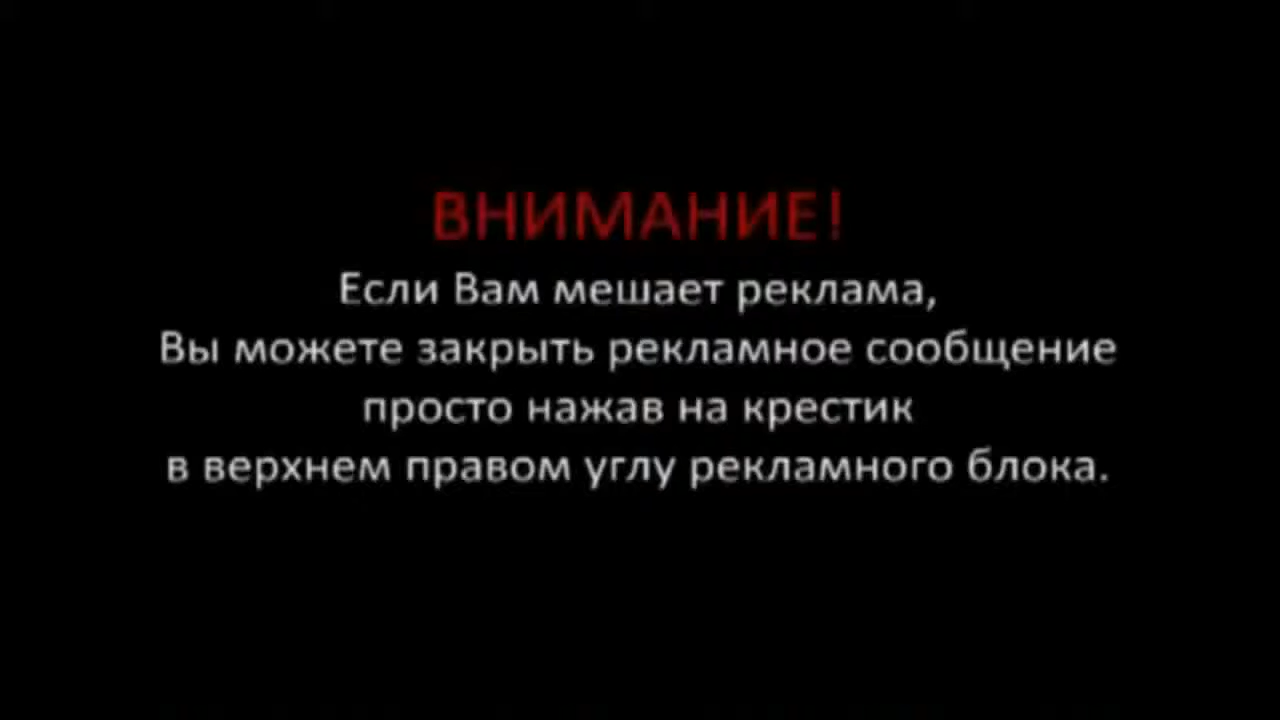 ВНИМАНИЕ!
Если Вам мешает реклама,
Вы можете закрыть рекламное сообщение
просто нажав на крестик
в верхнем правом углу рекламного блока.